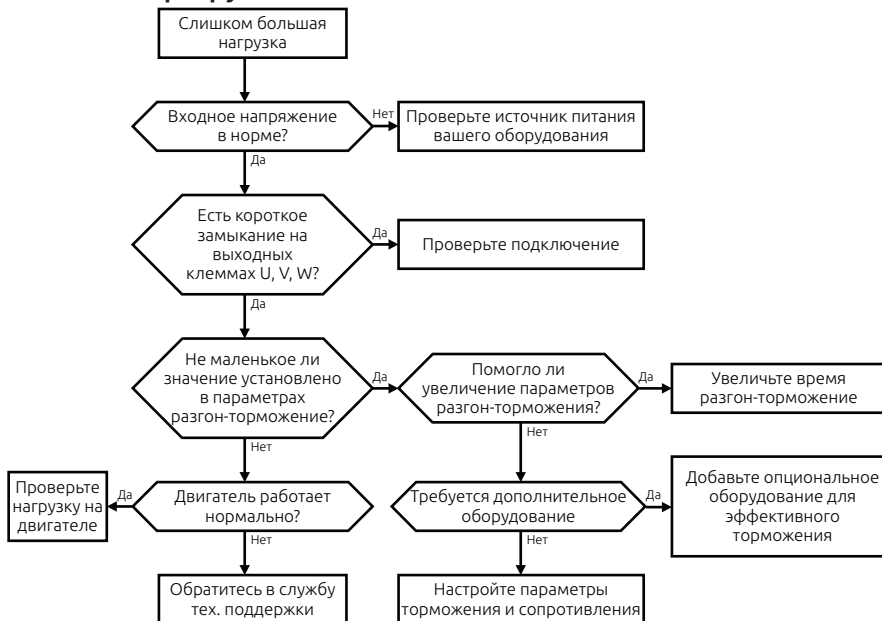 Слишком большая
нагрузка
Входное напряжение
в норме?
Нет
Проверьте источник питания
вашего оборудования
Да
Есть короткое
замыкание на
выходных
клеммах U, V, W?
Да
Проверьте подключение
Да
Не маленькое ли
значение установлено
в параметрах
разгон-торможение?
Да
Помогло ли
увеличение параметров
разгон-торможения?
Да
Увеличьте время
разгон-торможение
Нет
Нет
Проверьте
нагрузку на
двигателе
Да
Двигатель работает
нормально?
Требуется дополнительное
оборудование
Да
Добавьте опциональное
оборудование для
эффективного
торможения
Нет
Нет
Обратитесь в службу
тех. поддержки
Настройте параметры
торможения и сопротивления